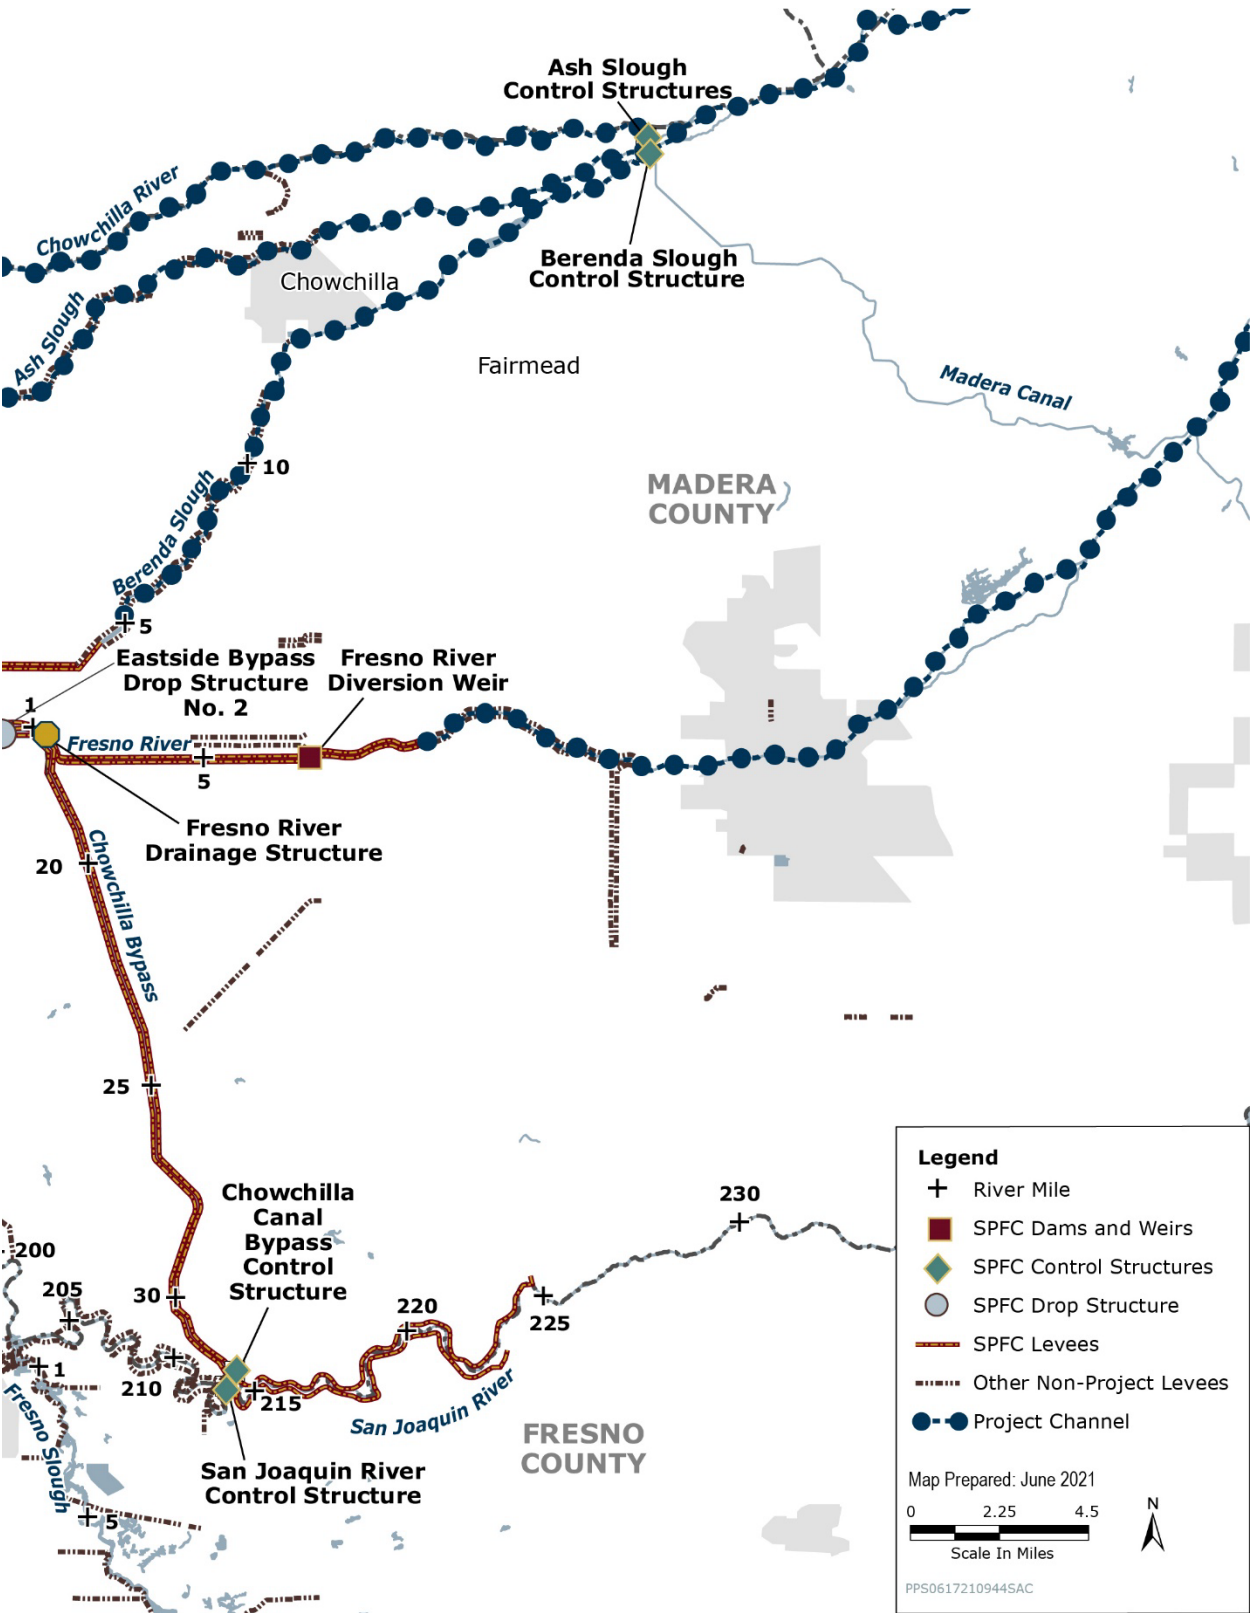 Ash Slough
Control Structures
Chowchilla River
Berenda Slough
Control Structure
Chowchilla
Ash Slough
Fairmead
Madera Canal
10
MADERA
COUNTY
Berenda Slough
5
Eastside Bypass
Drop Structure
No. 2
Fresno River
Diversion Weir
1
Fresno River
5
Fresno River
Drainage Structure
20
Chowchilla Bypass
25
Chowchilla
Canal
Bypass
Control
Structure
200
205
30
220
230
225
1
210
215
San Joaquin River
Fresno Slough
FRESNO
COUNTY
San Joaquin River
Control Structure
5
Legend
River Mile
SPFC Dams and Weirs
SPFC Control Structures
SPFC Drop Structure
SPFC Levees
Other Non-Project Levees
Project Channel
Map Prepared: June 2021
0 2.25 4.5
Scale In Miles
N
PPS0617210944SAC